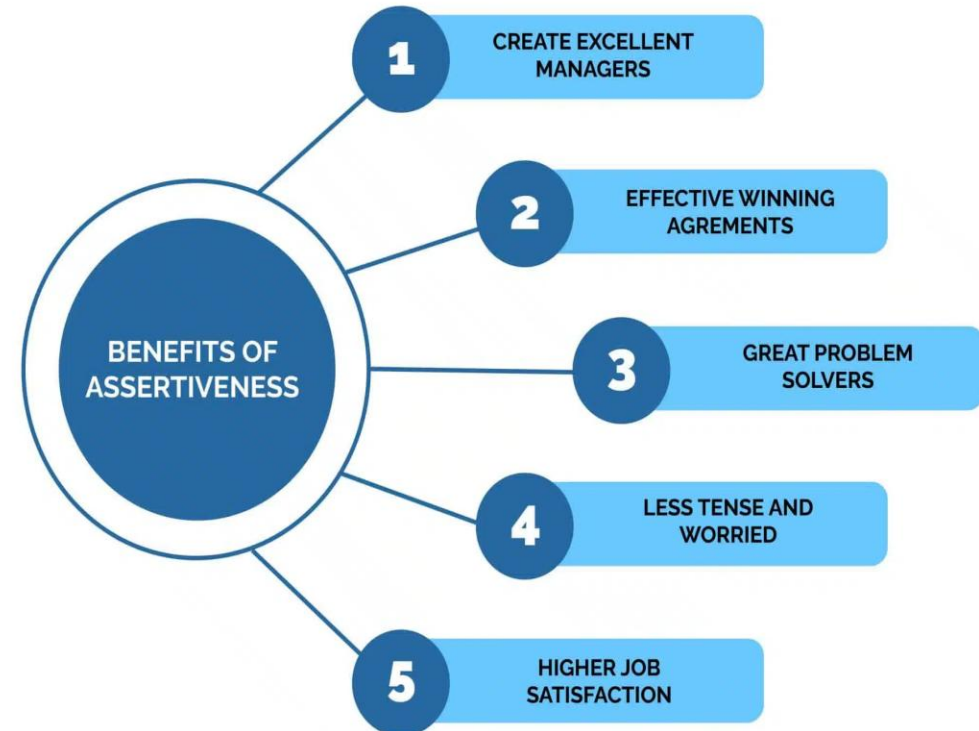 BENEFITS OF
ASSERTIVENESS
1
CREATE EXCELLENT
MANAGERS
2
EFFECTIVE WINNING
AGREMENTS
3
GREAT PROBLEM
SOLVERS
4
LESS TENSE AND
WORRIED
5
HIGHER JOB
SATISFACTION